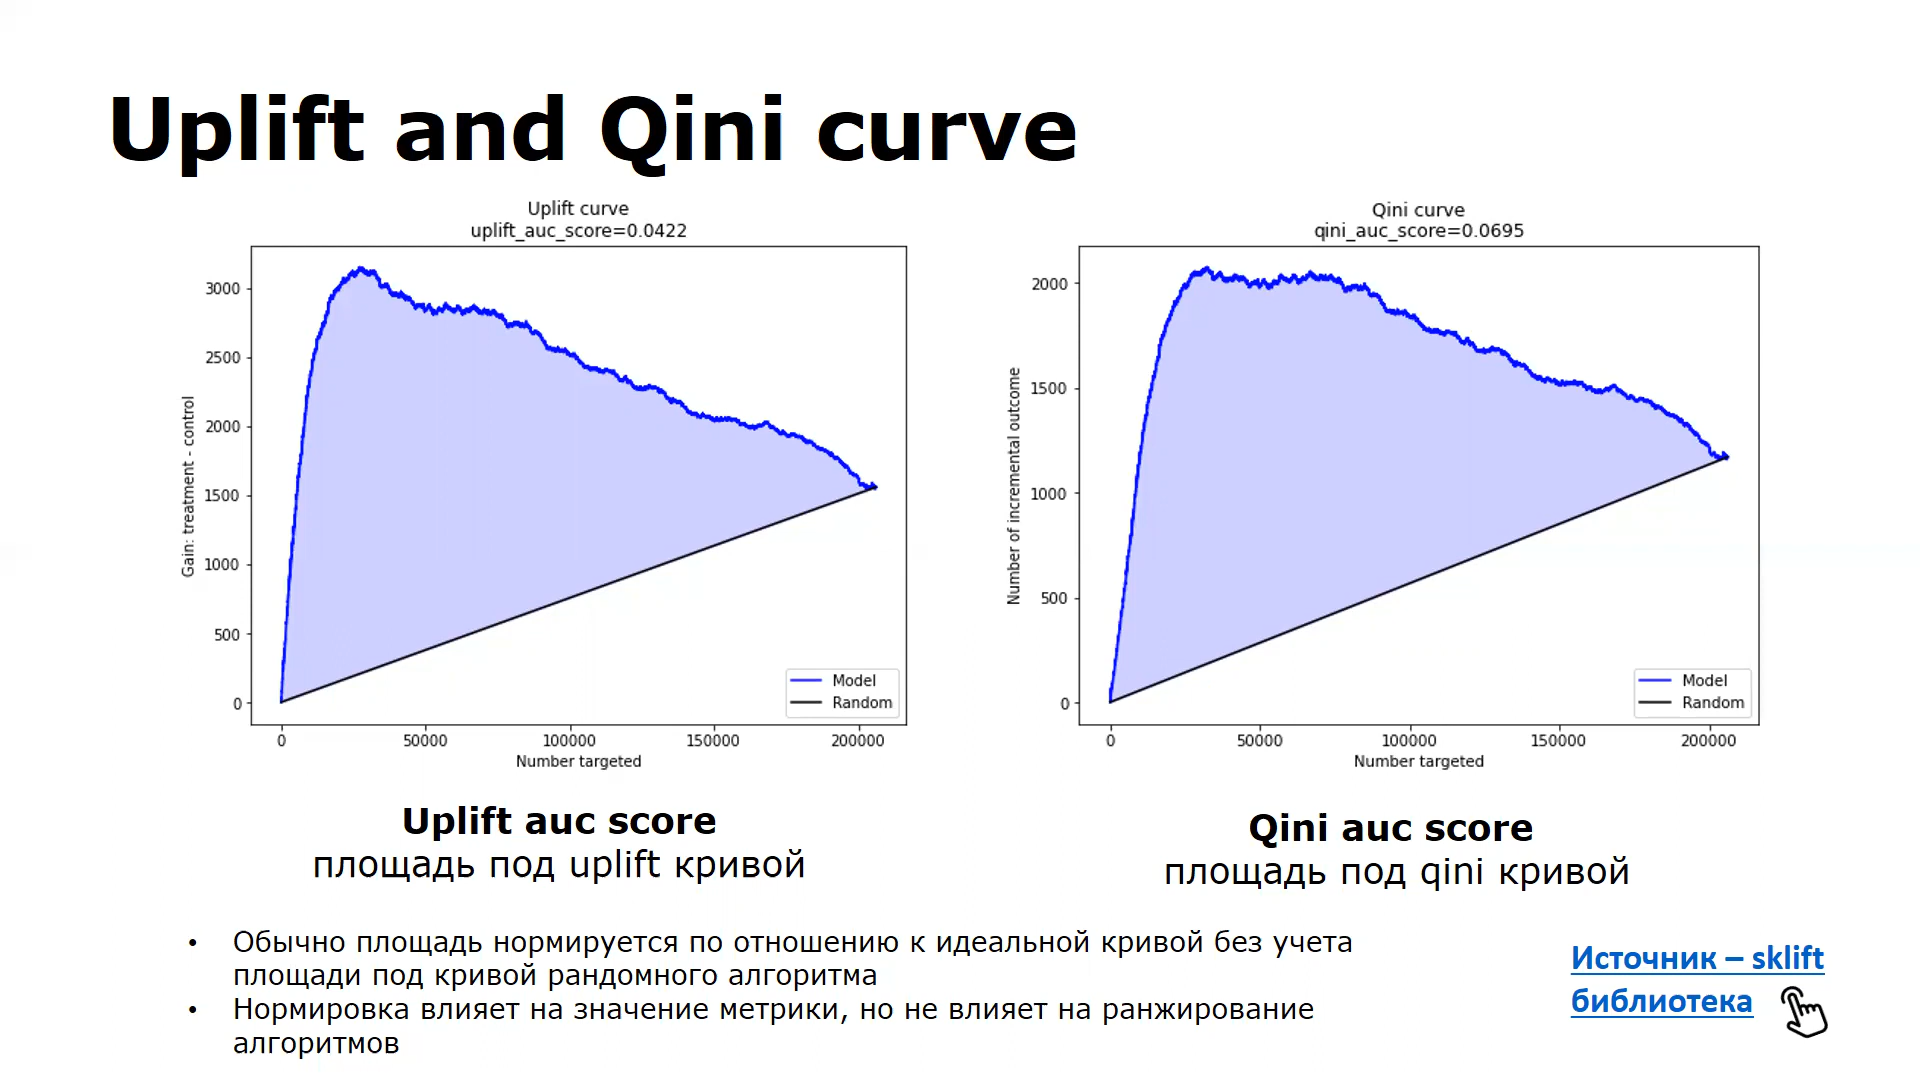 Uplift and Qini curve
Uplift curve
uplift_auc_score=0.0422
Gain: treatment - control
3000
2500
2000
1500
1000
500
0
0 50000 100000 150000 200000
Number targeted
Model
Random
Qini curve
qini_auc_score=0.0695
Number of incremental outcome
2000
1500
1000
500
0
0 50000 100000 150000 200000
Number targeted
Model
Random
Uplift auc score
площадь под uplift кривой
Qini auc score
площадь под qini кривой
• Обычно площадь нормируется по отношению к идеальной кривой без учета
площади под кривой рандомного алгоритма
• Нормировка влияет на значение метрики, но не влияет на ранжирование
алгоритмов
Источник – sklift
библиотека